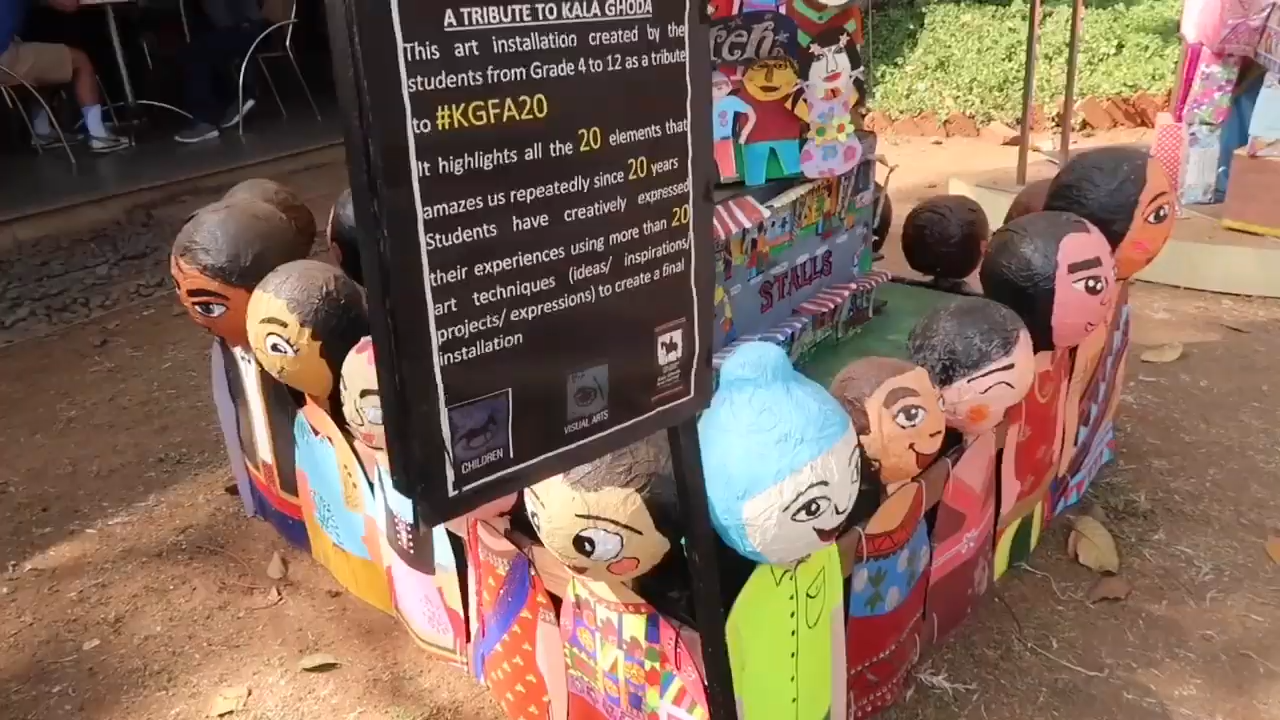 A TRIBUTE TO KALA GHODA
This art installation created by the
students from Grade 4 to 12 as a tribute
to #KGFA20
It highlights all the 20 elements that
amazes us repeatedly since 20 years
Students have creatively expressed
their experiences using more than 20
art techniques (ideas/ inspirations/
projects/ expressions) to create a final
installation
CHILDREN
VISUAL ARTS
STALLS